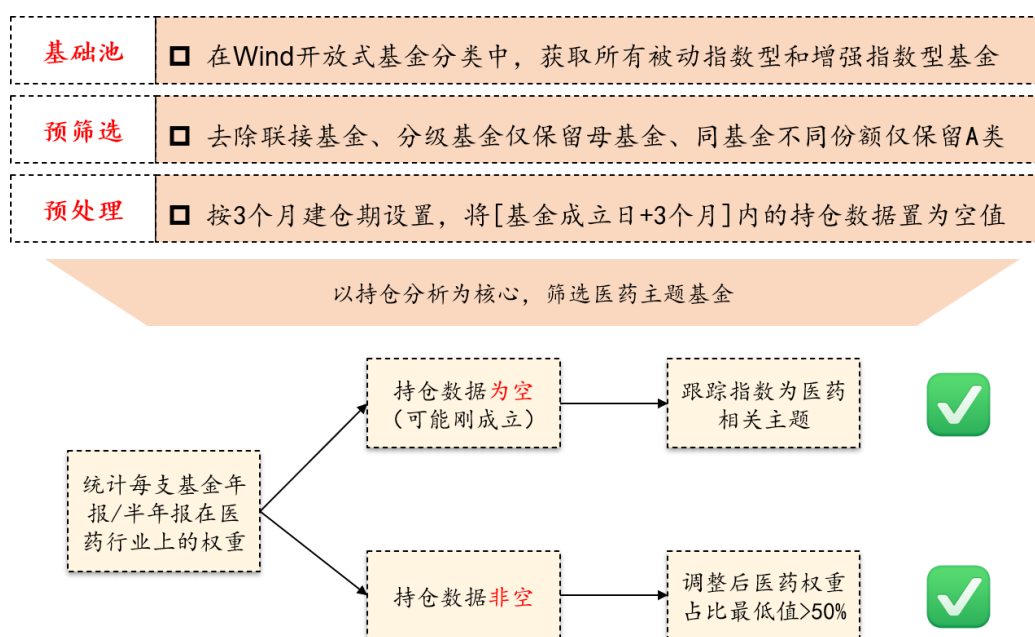 基础池
在Wind开放式基金分类中，获取所有被动指数型和增强指数型基金
预筛选
去除联接基金、分级基金仅保留母基金、同基金不同份额仅保留A类
预处理
按3个月建仓期设置，将[基金成立日+3个月]内的持仓数据置为空值
以持仓分析为核心，筛选医药主题基金
持仓数据为空
（可能刚成立）
跟踪指数为医药
相关主题
统计每支基金年
报/半年报在医
药行业上的权重
持仓数据非空
调整后医药权重
占比最低值>50%